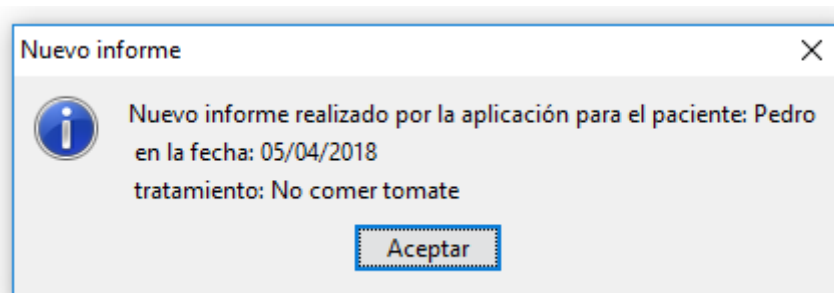 Nuevo informe
Nuevo informe realizado por la aplicación para el paciente: Pedro
en la fecha: 05/04/2018
tratamiento: No comer tomate
Aceptar